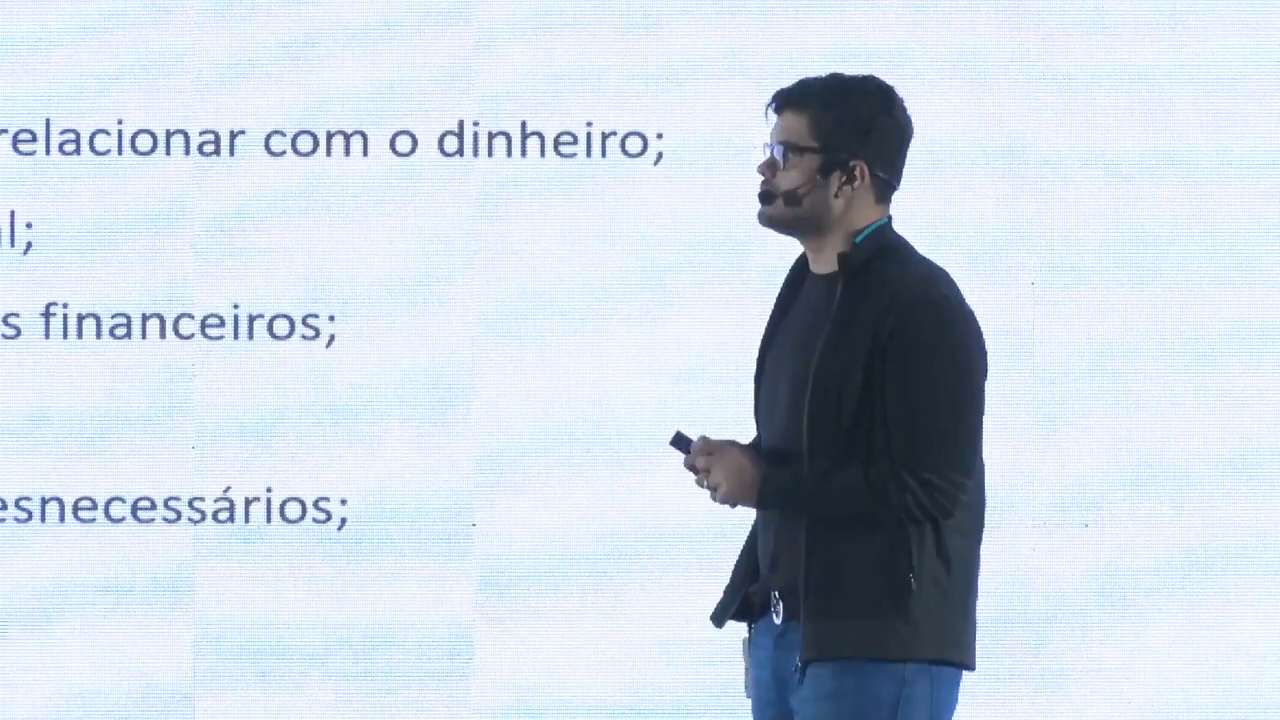 relacionar com o dinheiro;
l;
s financeiros;
esnecessários;